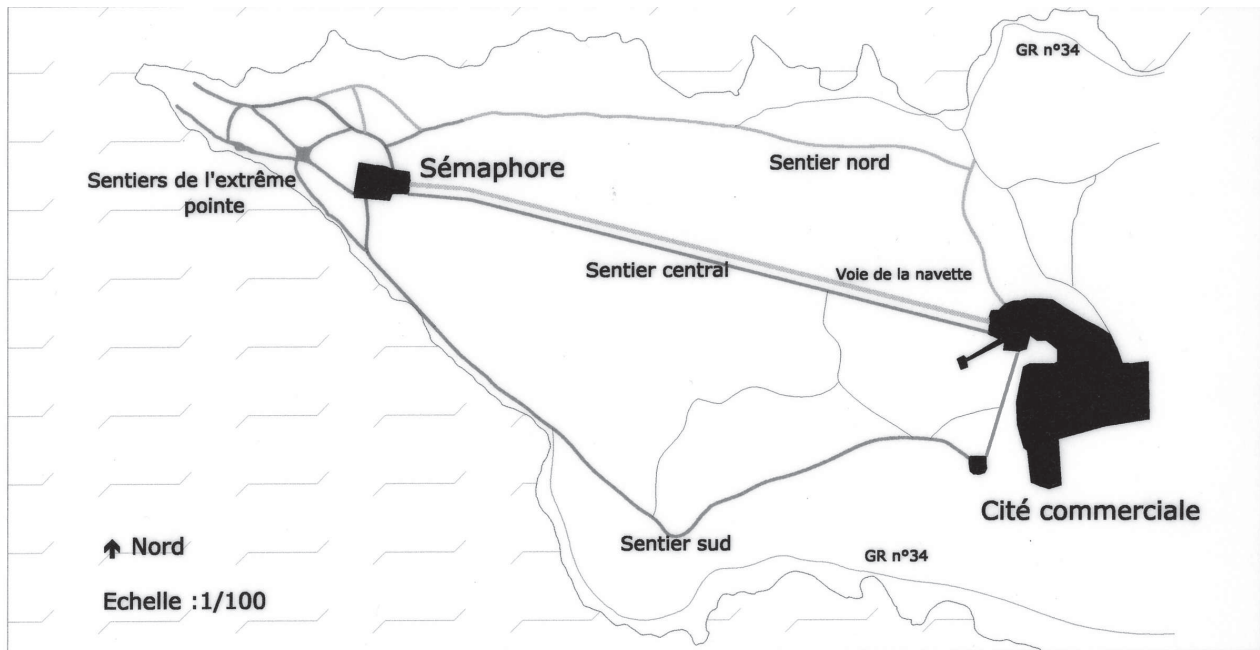 GR n°34
Sémaphore
Sentier nord
Sentiers de l'extrême
pointe
Sentier central
Voie de la navette
Cité commerciale
Sentier sud
Nord
GR n°34
Echelle :1/100